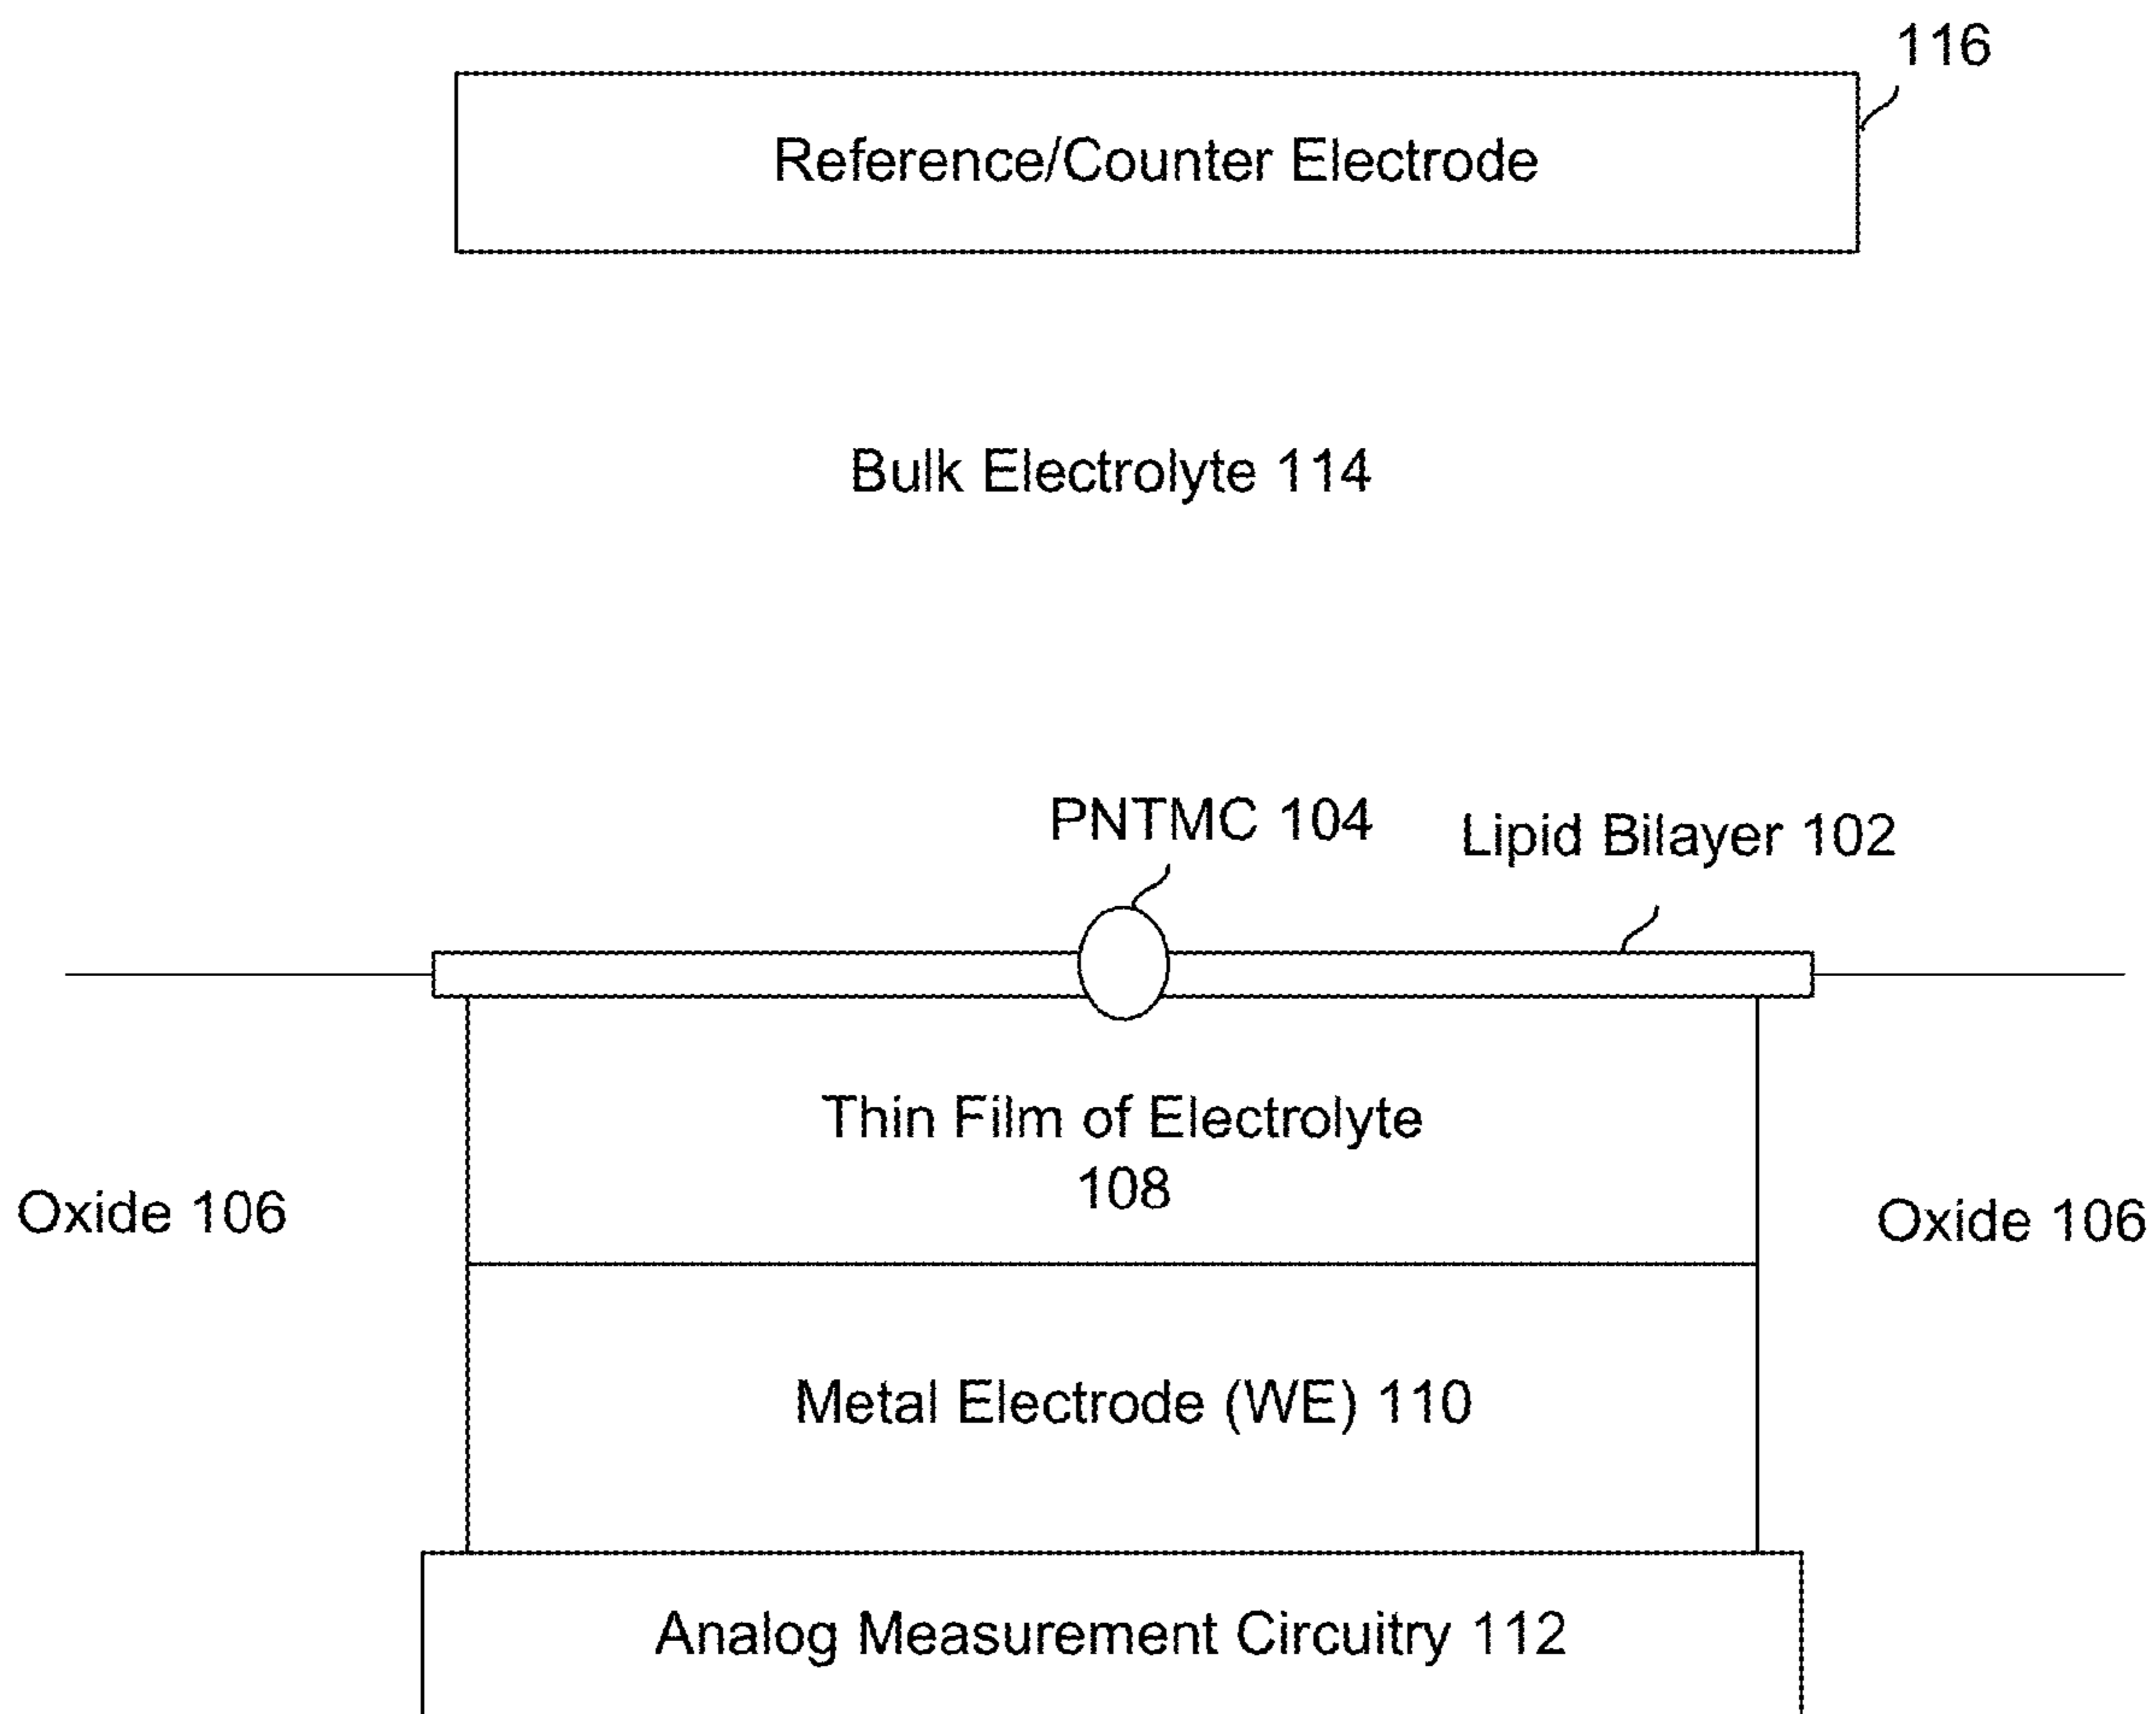 116
Reference/Counter Electrode
Bulk Electrolyte 114
PNTMC 104
Lipid Bilayer 102
Thin Film of Electrolyte
108
Oxide 106
Oxide 106
Metal Electrode (WE) 110
Analog Measurement Circuitry 112